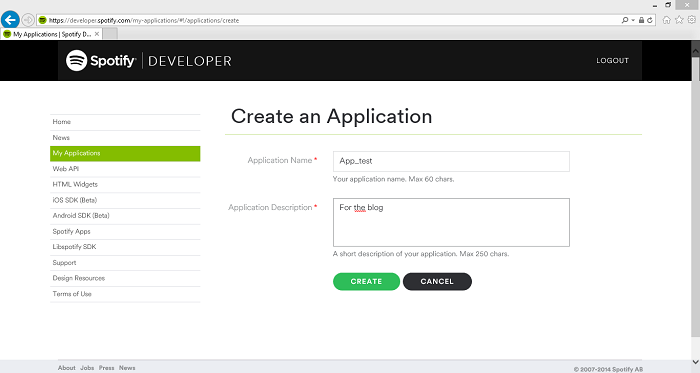 https://developer.spotify.com/my-applications/#!/applications/create
My Applications | Spotify D...
Spotify | DEVELOPER
LOGOUT
Create an Application
Home
News
My Applications
Web API
HTML Widgets
iOS SDK (Beta)
Android SDK (Beta)
Spotify Apps
Libspotify SDK
Support
Design Resources
Terms of Use
Application Name *
App_test
Your application name. Max 60 chars.
Application Description *
For the blog
A short description of your application. Max 250 chars.
CREATE
CANCEL
About Jobs Press News
© 2007-2014 Spotify AB